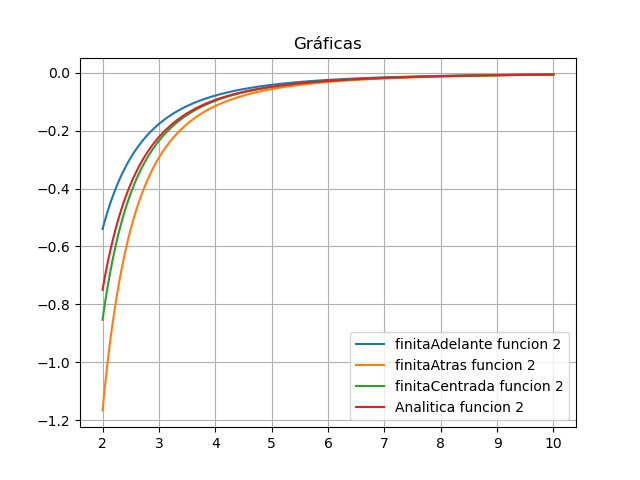 Gráficas
0.0
−0.2
−0.4
−0.6
−0.8
−1.0
−1.2
finitaAdelante funcion 2
finitaAtras funcion 2
finitaCentrada funcion 2
Analitica funcion 2
2 3 4 5 6 7 8 9 10